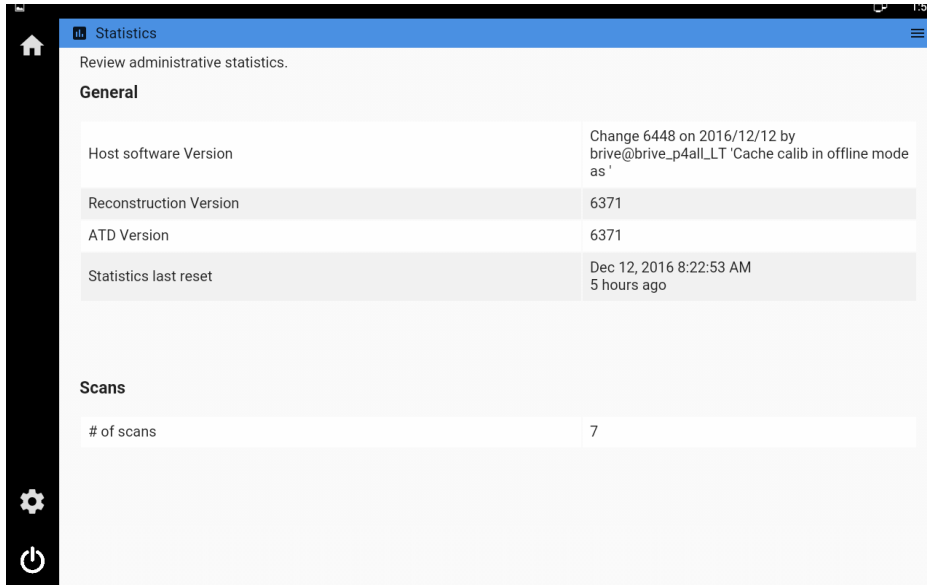 1:5
Statistics
Review administrative statistics.
General
Host software Version
Change 6448 on 2016/12/12 by
brive@brive_p4all_LT 'Cache calib in offline mode
as '
Reconstruction Version
6371
ATD Version
6371
Statistics last reset
Dec 12, 2016 8:22:53 AM
5 hours ago
Scans
# of scans
7